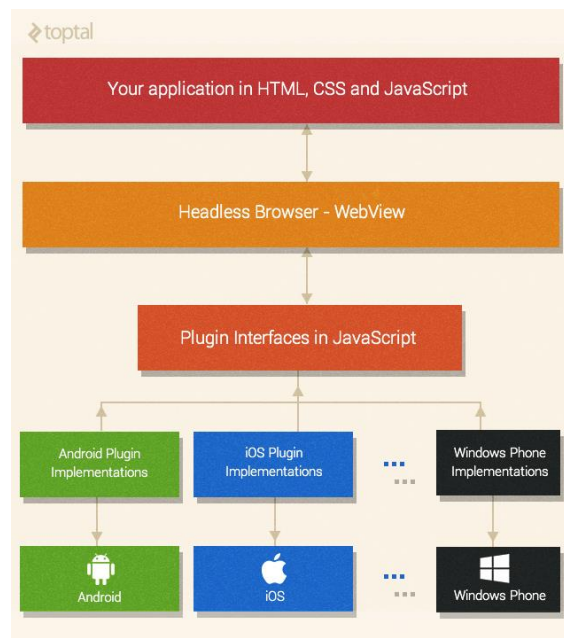 toptal
Your application in HTML, CSS and JavaScript
Headless Browser - WebView
Plugin Interfaces in JavaScript
Android Plugin
Implementations
iOS Plugin
Implementations
Windows Phone
Implementations
Android
iOS
Windows Phone